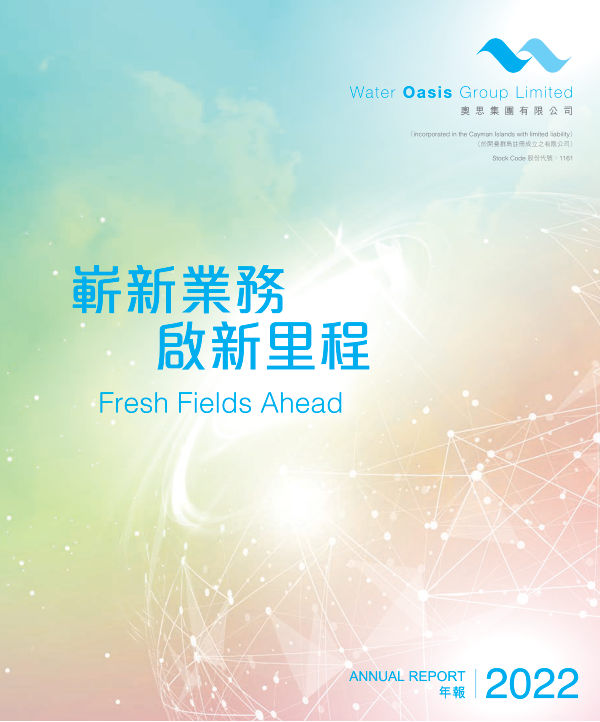 Water Oasis Group Limited
奧思集團有限公司
(incorporated in the Cayman Islands with limited liability)
(於開曼群島註冊成立之有限公司)
Stock Code 股份代號：1161
嶄新業務
啟新里程
Fresh Fields Ahead
ANNUAL REPORT
年報
2022